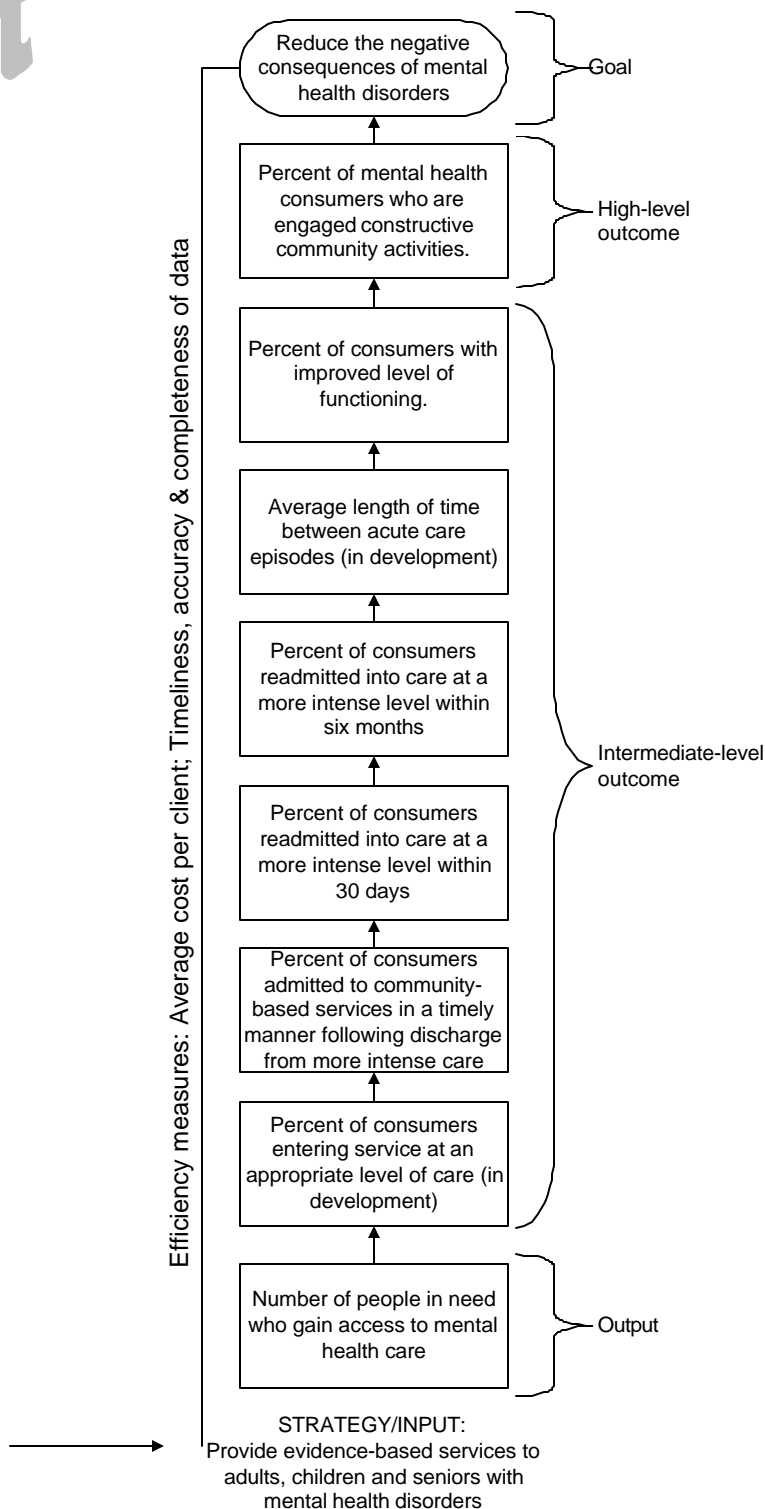 Reduce the negative
consequences of mental
health disorders
Goal
Percent of mental health
consumers who are
engaged constructive
community activities.
High-level
outcome
Percent of consumers with
improved level of
functioning.
Average length of time
between acute care
episodes (in development)
Percent of consumers
readmitted into care at a
more intense level within
six months
Intermediate-level
outcome
Percent of consumers
readmitted into care at a
more intense level within
30 days
Percent of consumers
admitted to community-
based services in a timely
manner following discharge
from more intense care
Percent of consumers
entering service at an
appropriate level of care (in
development)
Number of people in need
who gain access to mental
health care
Output
STRATEGY/INPUT:
Provide evidence-based services to
adults, children and seniors with
mental health disorders
Efficiency measures: Average cost per client; Timeliness, accuracy & completeness of data